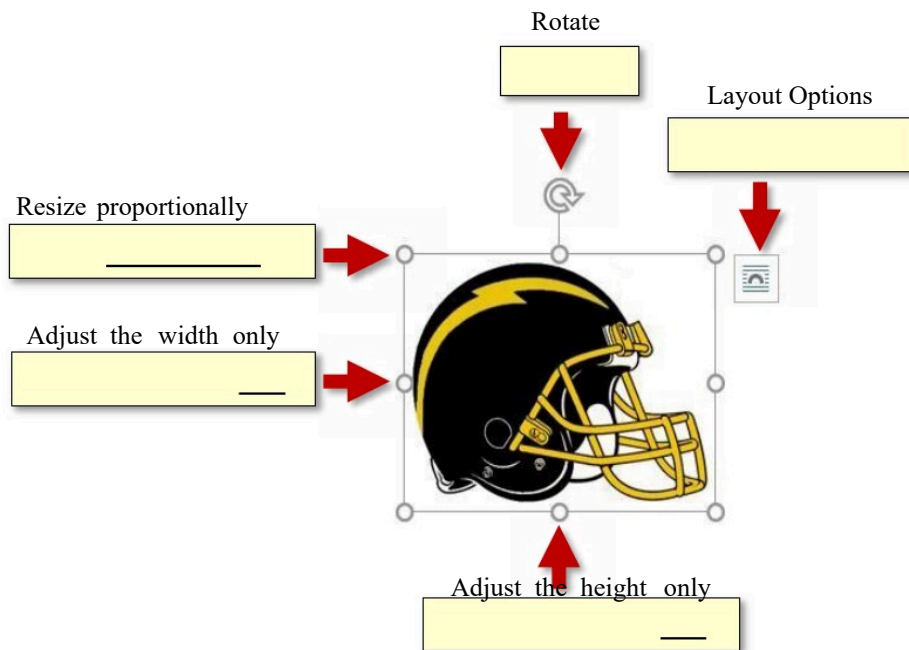 Rotate
Layout Options
Resize proportionally
Adjust the width only
Adjust the height only